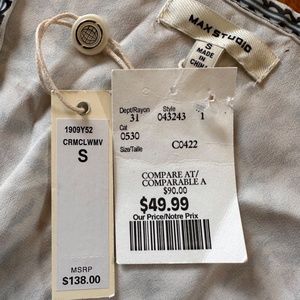 MAX STUDIO
S
MADE IN
CHINA
1909Y52
CRMCLWMV
S
MSRP
$138.00
Dept/Rayon Style
31 043243 1
Cat
0530
Size/Taille C0422
COMPARE AT/
COMPARABLE A
$90.00
$49.99
Our Price/Notre Prix